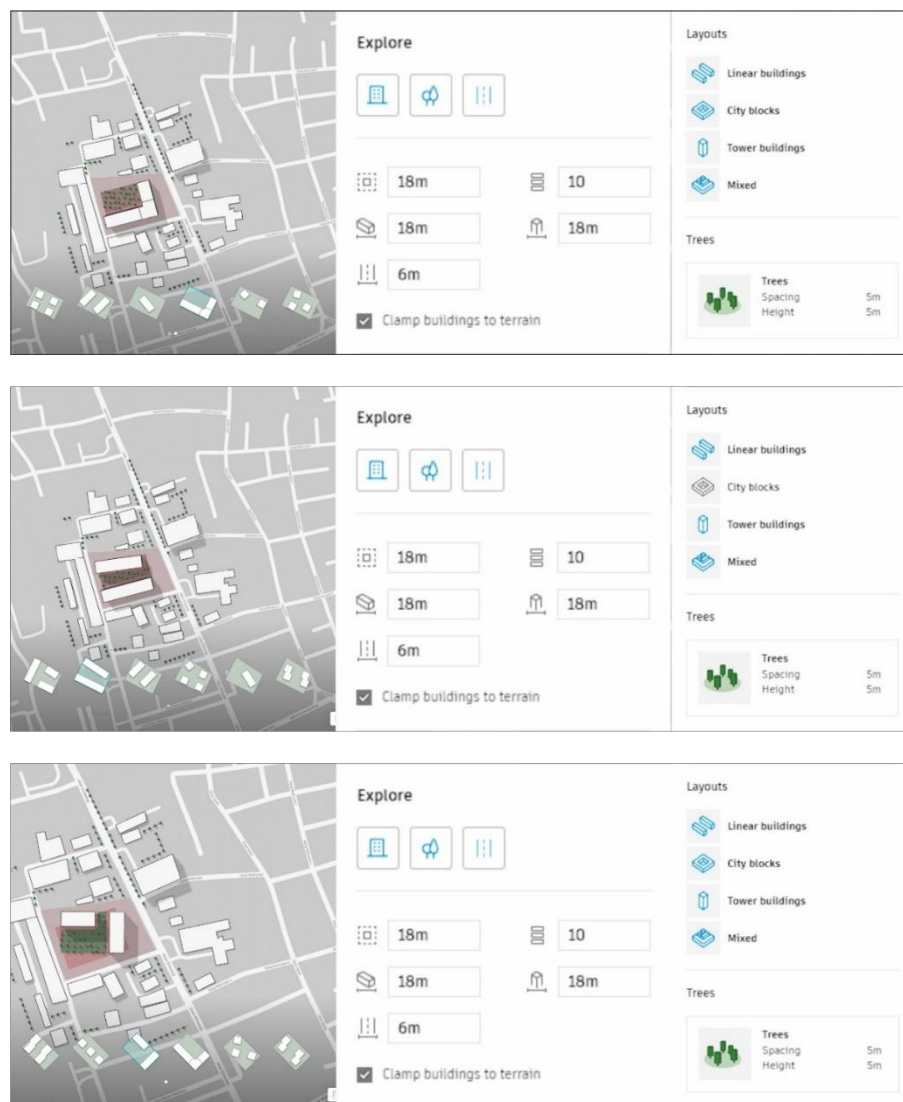 Explore
18m 10
18m 18m
6m
Clamp buildings to terrain
Layouts
Linear buildings
City blocks
Tower buildings
Mixed
Trees
Trees
Spacing 5m
Height 5m
Explore
18m 10
18m 18m
6m
Clamp buildings to terrain
Layouts
Linear buildings
City blocks
Tower buildings
Mixed
Trees
Trees
Spacing 5m
Height 5m
Explore
18m 10
18m 18m
6m
Clamp buildings to terrain
Layouts
Linear buildings
City blocks
Tower buildings
Mixed
Trees
Trees
Spacing 5m
Height 5m